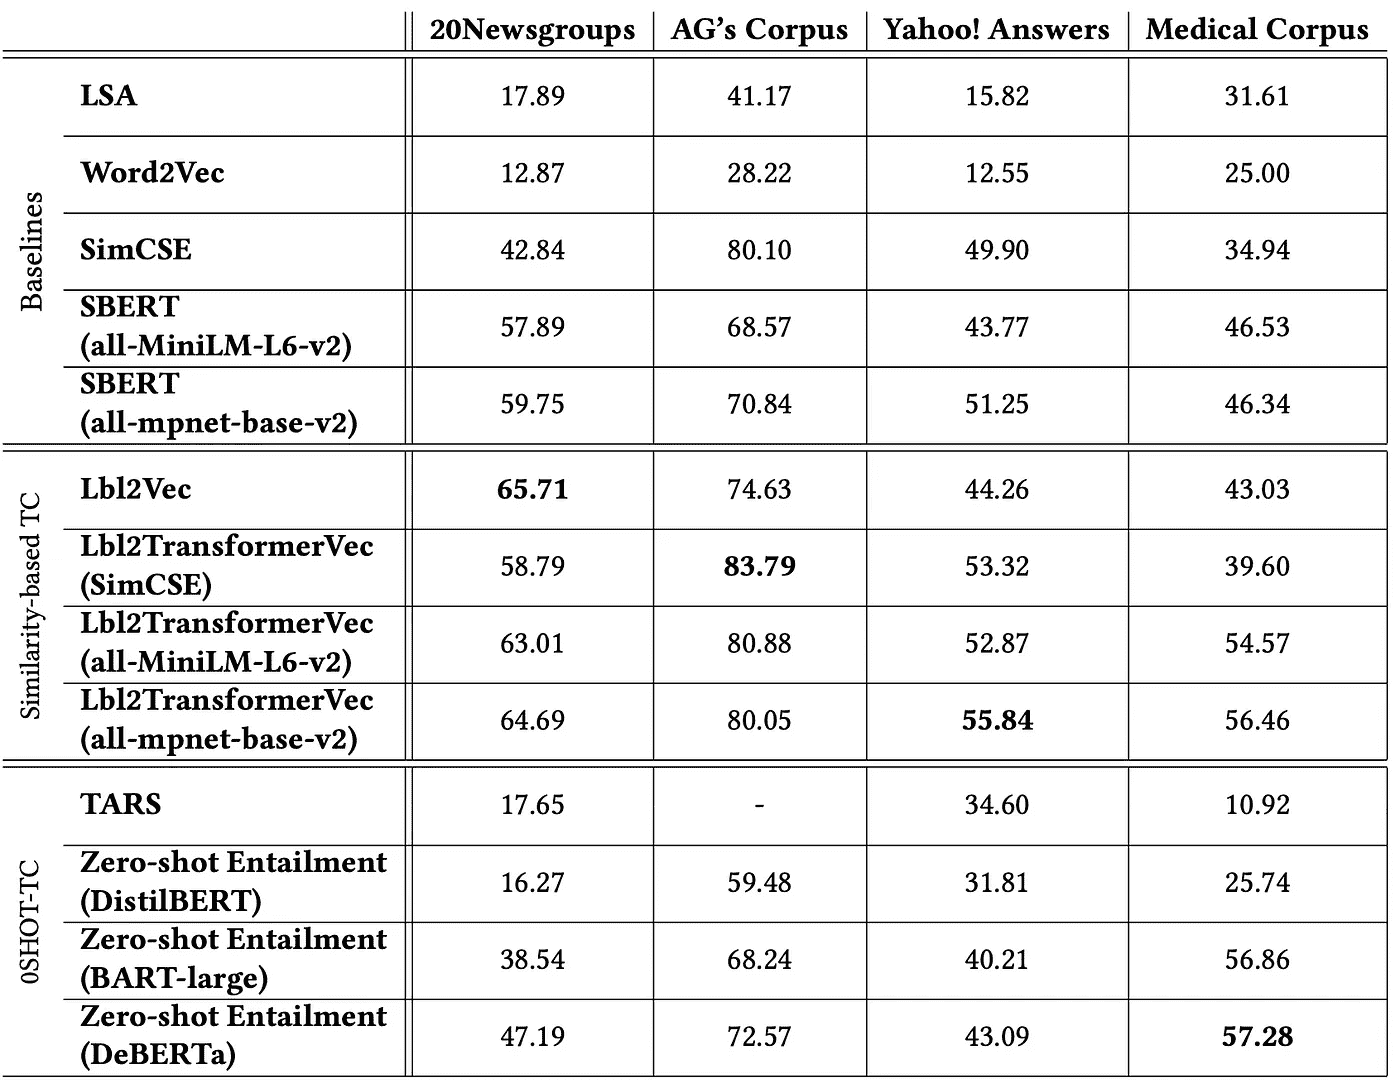 20Newsgroups AG's Corpus Yahoo! Answers Medical Corpus
Baselines
LSA 17.89 41.17 15.82 31.61
Word2Vec 12.87 28.22 12.55 25.00
SimCSE 42.84 80.10 49.90 34.94
SBERT
(all-MiniLM-L6-v2) 57.89 68.57 43.77 46.53
SBERT
(all-mpnet-base-v2) 59.75 70.84 51.25 46.34
Similarity-based TC
Lbl2Vec 65.71 74.63 44.26 43.03
Lbl2TransformerVec
(SimCSE) 58.79 83.79 53.32 39.60
Lbl2TransformerVec
(all-MiniLM-L6-v2) 63.01 80.88 52.87 54.57
Lbl2TransformerVec
(all-mpnet-base-v2) 64.69 80.05 55.84 56.46
0SHOT-TC
TARS 17.65 - 34.60 10.92
Zero-shot Entailment
(DistilBERT) 16.27 59.48 31.81 25.74
Zero-shot Entailment
(BART-large) 38.54 68.24 40.21 56.86
Zero-shot Entailment
(DeBERTa) 47.19 72.57 43.09 57.28